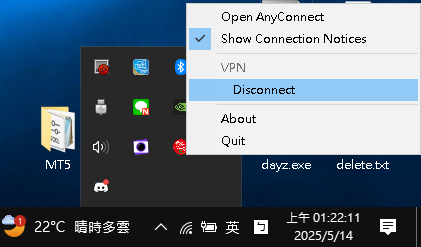 Open AnyConnect
Show Connection Notices
VPN
Disconnect
About
Quit
MT5
dayz.exe
delete.txt
1
22°C 晴時多雲
英
上午 01:22:11
2025/5/14